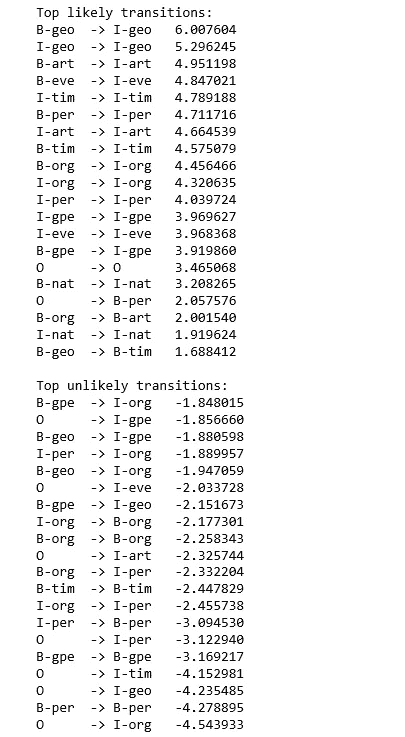 Top likely transitions:
B-geo  -> I-geo   6.007604
I-geo  -> I-geo   5.296245
B-art  -> I-art   4.951198
B-eve  -> I-eve   4.847021
I-tim  -> I-tim   4.789188
B-per  -> I-per   4.711716
I-art  -> I-art   4.664539
B-tim  -> I-tim   4.575079
B-org  -> I-org   4.456466
I-org  -> I-org   4.320635
I-per  -> I-per   4.039724
I-gpe  -> I-gpe   3.969627
I-eve  -> I-eve   3.968368
B-gpe  -> I-gpe   3.919860
O      -> O       3.465068
B-nat  -> I-nat   3.208265
O      -> B-per   2.057576
B-org  -> B-art   2.001540
I-nat  -> I-nat   1.919624
B-geo  -> B-tim   1.688412
Top unlikely transitions:
B-gpe  -> I-org   -1.848015
O      -> I-gpe   -1.856660
B-geo  -> I-gpe   -1.880598
I-per  -> I-org   -1.889957
B-geo  -> I-org   -1.947059
O      -> I-eve   -2.033728
B-gpe  -> I-geo   -2.151673
I-org  -> B-org   -2.177301
B-org  -> B-org   -2.258343
O      -> I-art   -2.325744
B-org  -> I-per   -2.332204
B-tim  -> B-tim   -2.447829
I-org  -> I-per   -2.455738
I-per  -> B-per   -3.094530
O      -> I-per   -3.122940
B-gpe  -> B-gpe   -3.169217
O      -> I-tim   -4.152981
O      -> I-geo   -4.235485
B-per  -> B-per   -4.278895
O      -> I-org   -4.543933